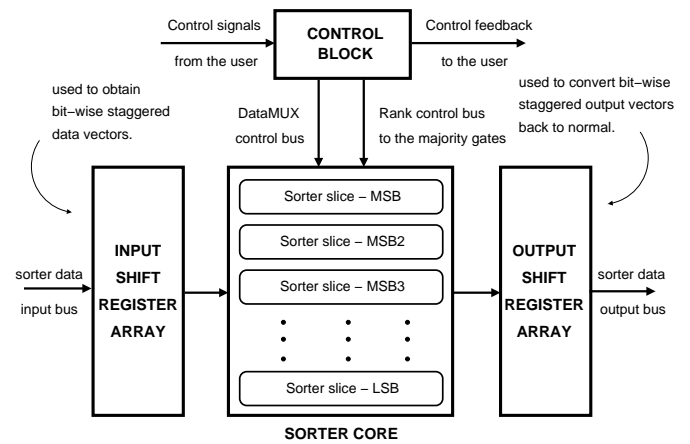 Control signals
from the user
CONTROL
BLOCK
Control feedback
to the user
used to obtain
bit−wise staggered
data vectors.
DataMUX
control bus
Rank control bus
to the majority gates
used to convert bit−wise
staggered output vectors
back to normal.
sorter data
input bus
INPUT
SHIFT
REGISTER
ARRAY
Sorter slice − MSB
Sorter slice − MSB2
Sorter slice − MSB3
Sorter slice − LSB
SORTER CORE
OUTPUT
SHIFT
REGISTER
ARRAY
sorter data
output bus